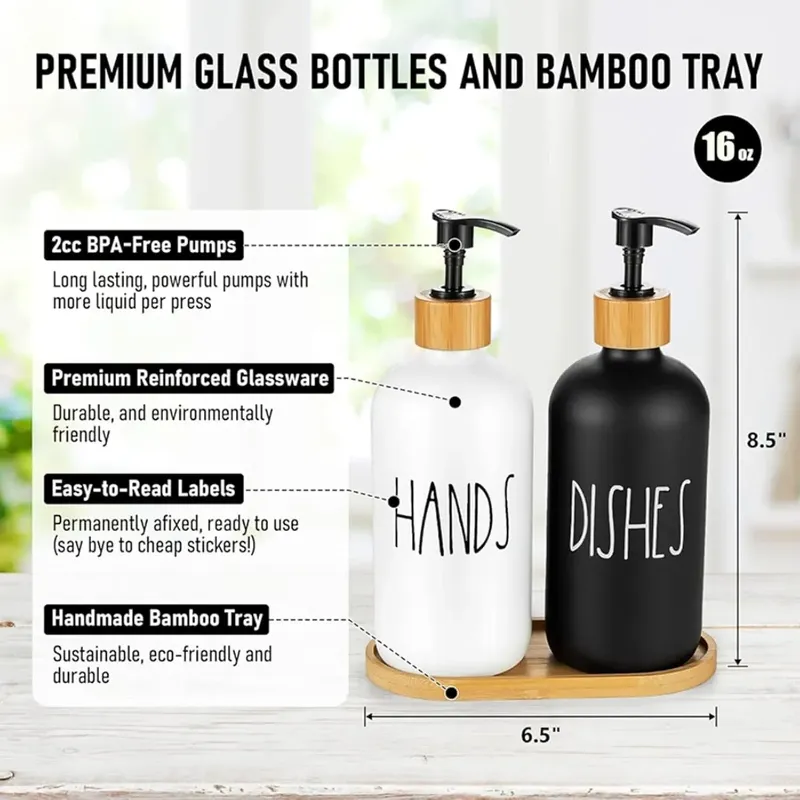 PREMIUM GLASS BOTTLES AND BAMBOO TRAY
16 oz
2cc BPA-Free Pumps
Long lasting, powerful pumps with
more liquid per press
Premium Reinforced Glassware
Durable, and environmentally
friendly
Easy-to-Read Labels
Permanently afixed, ready to use
(say bye to cheap stickers!)
Handmade Bamboo Tray
Sustainable, eco-friendly and
durable
HANDS
DISHES
8.5"
6.5"